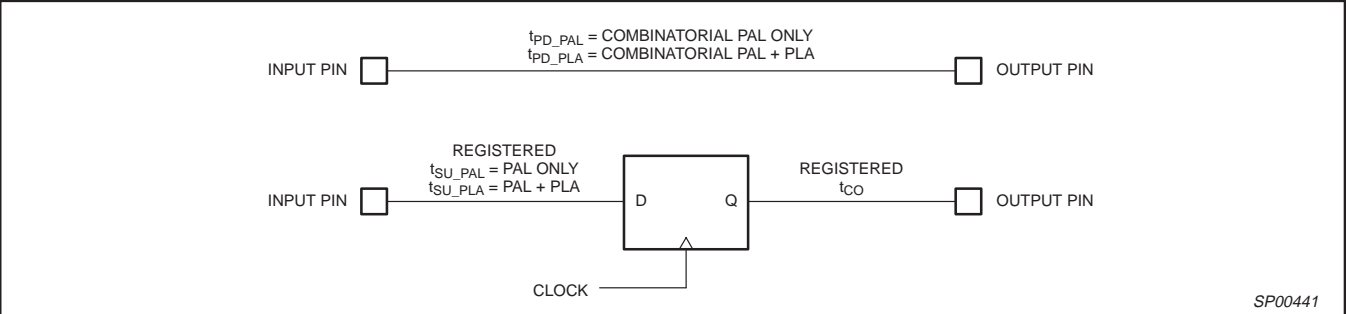 tPD_PAL = COMBINATORIAL PAL ONLY
tPD_PLA = COMBINATORIAL PAL + PLA
INPUT PIN
OUTPUT PIN
REGISTERED
tSU_PAL = PAL ONLY
tSU_PLA = PAL + PLA
REGISTERED
tCO
INPUT PIN
D
Q
OUTPUT PIN
CLOCK
SP00441